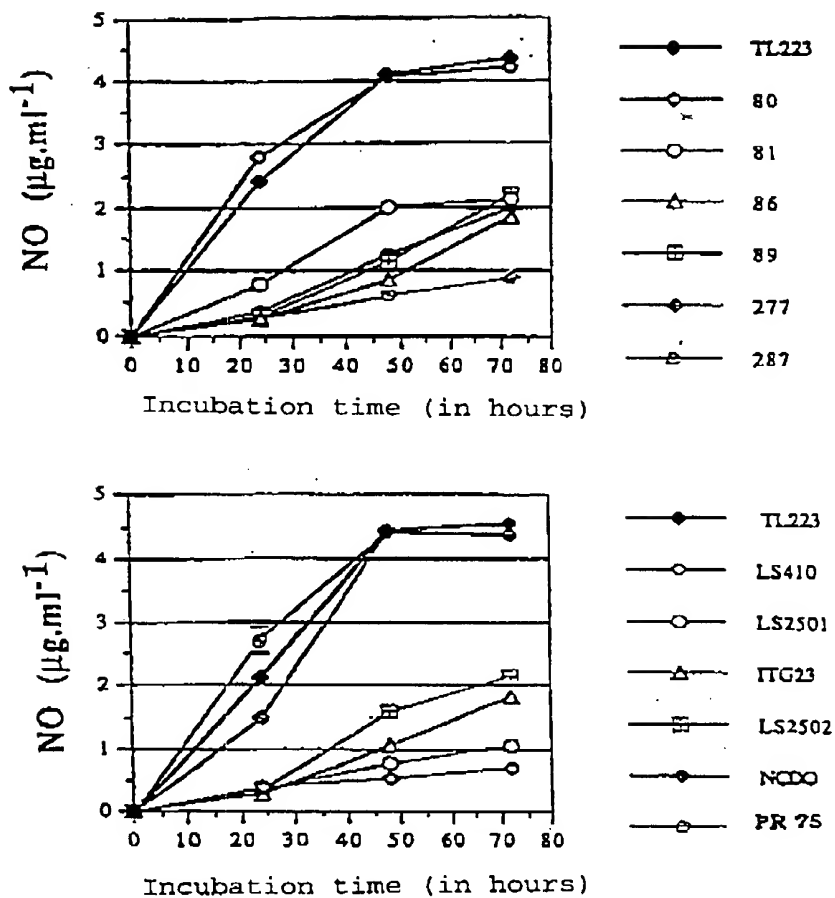 NO (µg.ml⁻¹)
5
4
3
2
1
0
0 10 20 30 40 50 60 70 80
Incubation time (in hours)
TL223
80
81
86
89
277
287
NO (µg.ml⁻¹)
5
4
3
2
1
0
0 10 20 30 40 50 60 70 80
Incubation time (in hours)
TL223
LS410
LS2501
ITG23
LS2502
NCDO
PR 75